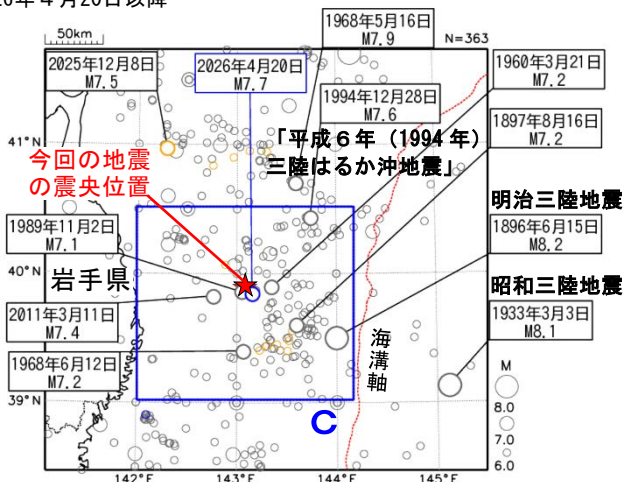 年4月20日以降
50km
N=363
1968年5月16日
M7.9
2025年12月8日
M7.5
2026年4月20日
M7.7
1960年3月21日
M7.2
1994年12月28日
M7.6
1897年8月16日
M7.2
「平成6年(1994年)
三陸はるか沖地震」
41°N
今回の地震
の震央位置
明治三陸地震
1896年6月15日
M8.2
1989年11月2日
M7.1
40°N
岩手県
昭和三陸地震
1933年3月3日
M8.1
2011年3月11日
M7.4
海溝軸
1968年6月12日
M7.2
39°N
C
M
8.0
7.0
6.0
142°E
143°E
144°E
145°E